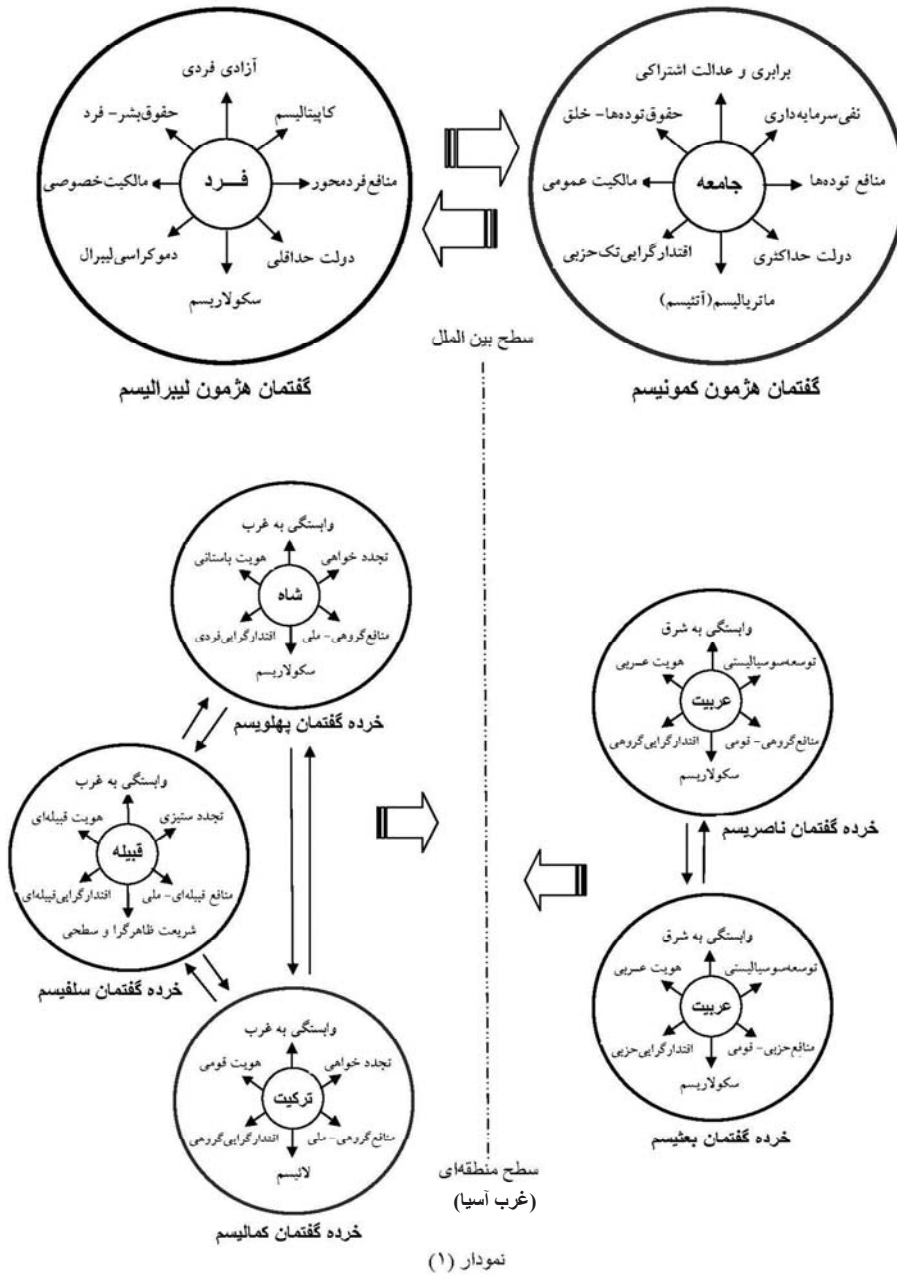 برابری و عدالت اشتراکی
نفی سرمایه‌داری
حقوق توده‌ها- خلق
منافع توده‌ها
جامعه
مالکیت عمومی
دولت حداکثری
اقتدارگرایی تک حزبی
ماتریالیسم(آتئیسم)
گفتمان هژمون کمونیسم
آزادی فردی
کاپیتالیسم
حقوق بشر- فرد
منافع فرد محور
فـــرد
مالکیت خصوصی
دولت حداقلی
دموکراسی لیبرال
سکولاریسم
گفتمان هژمون لیبرالیسم
سطح بین الملل
وابستگی به غرب
تجدد خواهی
هویت باستانی
شاه
منافع گروهی- ملی
اقتدارگرایی فردی
سکولاریسم
خرده گفتمان پهلویسم
وابستگی به شرق
توسعه سوسیالیستی
هویت عـربی
عربیت
منافع گروهی- قومی
اقتدارگرایی گروهی
سکولاریسم
خرده گفتمان ناصریسم
وابستگی به غرب
تجدد ستیزی
هویت قبیله‌ای
قبیله
منافع قبیله‌ای- ملی
اقتدارگرایی قبیله‌ای
شریعت ظاهرگرا و سطحی
خرده گفتمان سلفیسم
وابستگی به شرق
توسعه سوسیالیستی
هویت عـربی
عربیت
منافع حزبی- قومی
اقتدارگرایی حزبی
سکولاریسم
خرده گفتمان بعثیسم
وابستگی به غرب
تجدد خواهی
هویت قومی
ترکیت
منافع گروهی- ملی
اقتدارگرایی گروهی
لائیسم
خرده گفتمان کمالیسم
سطح منطقه‌ای
(غرب آسیا)
نمودار (۱)